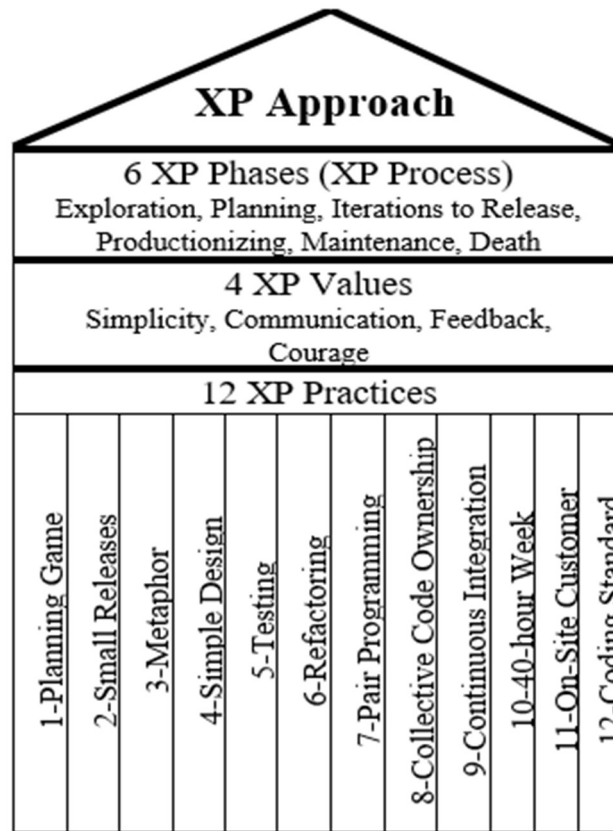 XP Approach
6 XP Phases (XP Process)
Exploration, Planning, Iterations to Release,
Productionizing, Maintenance, Death
4 XP Values
Simplicity, Communication, Feedback,
Courage
12 XP Practices
1-Planning Game
2-Small Releases
3-Metaphor
4-Simple Design
5-Testing
6-Refactoring
7-Pair Programming
8-Collective Code Ownership
9-Continuous Integration
10-40-hour Week
11-On-Site Customer
12-Coding Standard